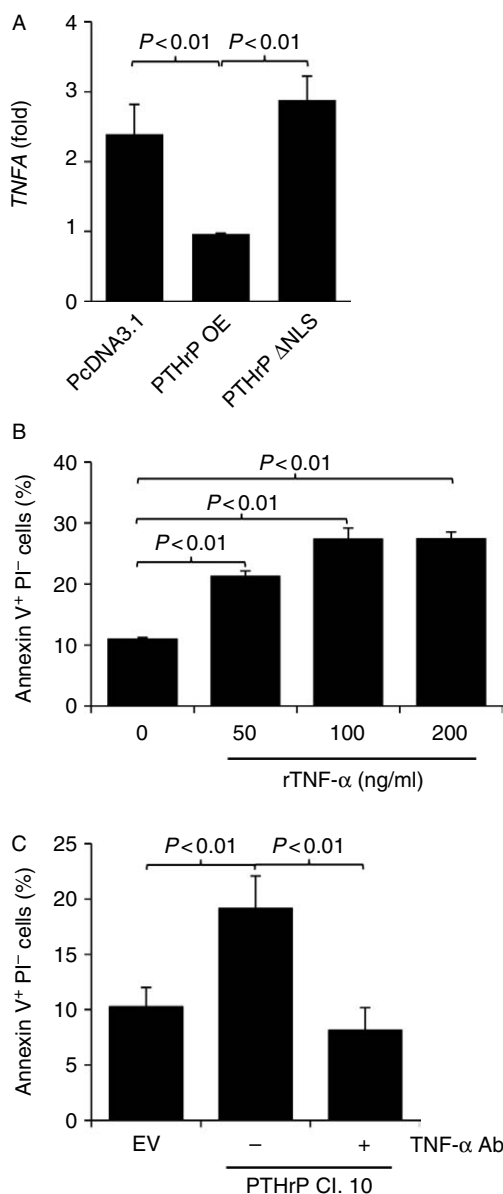 A
P<0.01 P<0.01
TNFA (fold)
4
3
2
1
0
PcDNA3.1
PTHrP OE
PTHrP ΔNLS
B
P<0.01
P<0.01
P<0.01
Annexin V⁺ PI⁻ cells (%)
40
30
20
10
0
0 50 100 200
rTNF-α (ng/ml)
C
P<0.01 P<0.01
Annexin V⁺ PI⁻ cells (%)
25
20
15
10
5
0
EV – + TNF-α Ab
PTHrP Cl. 10